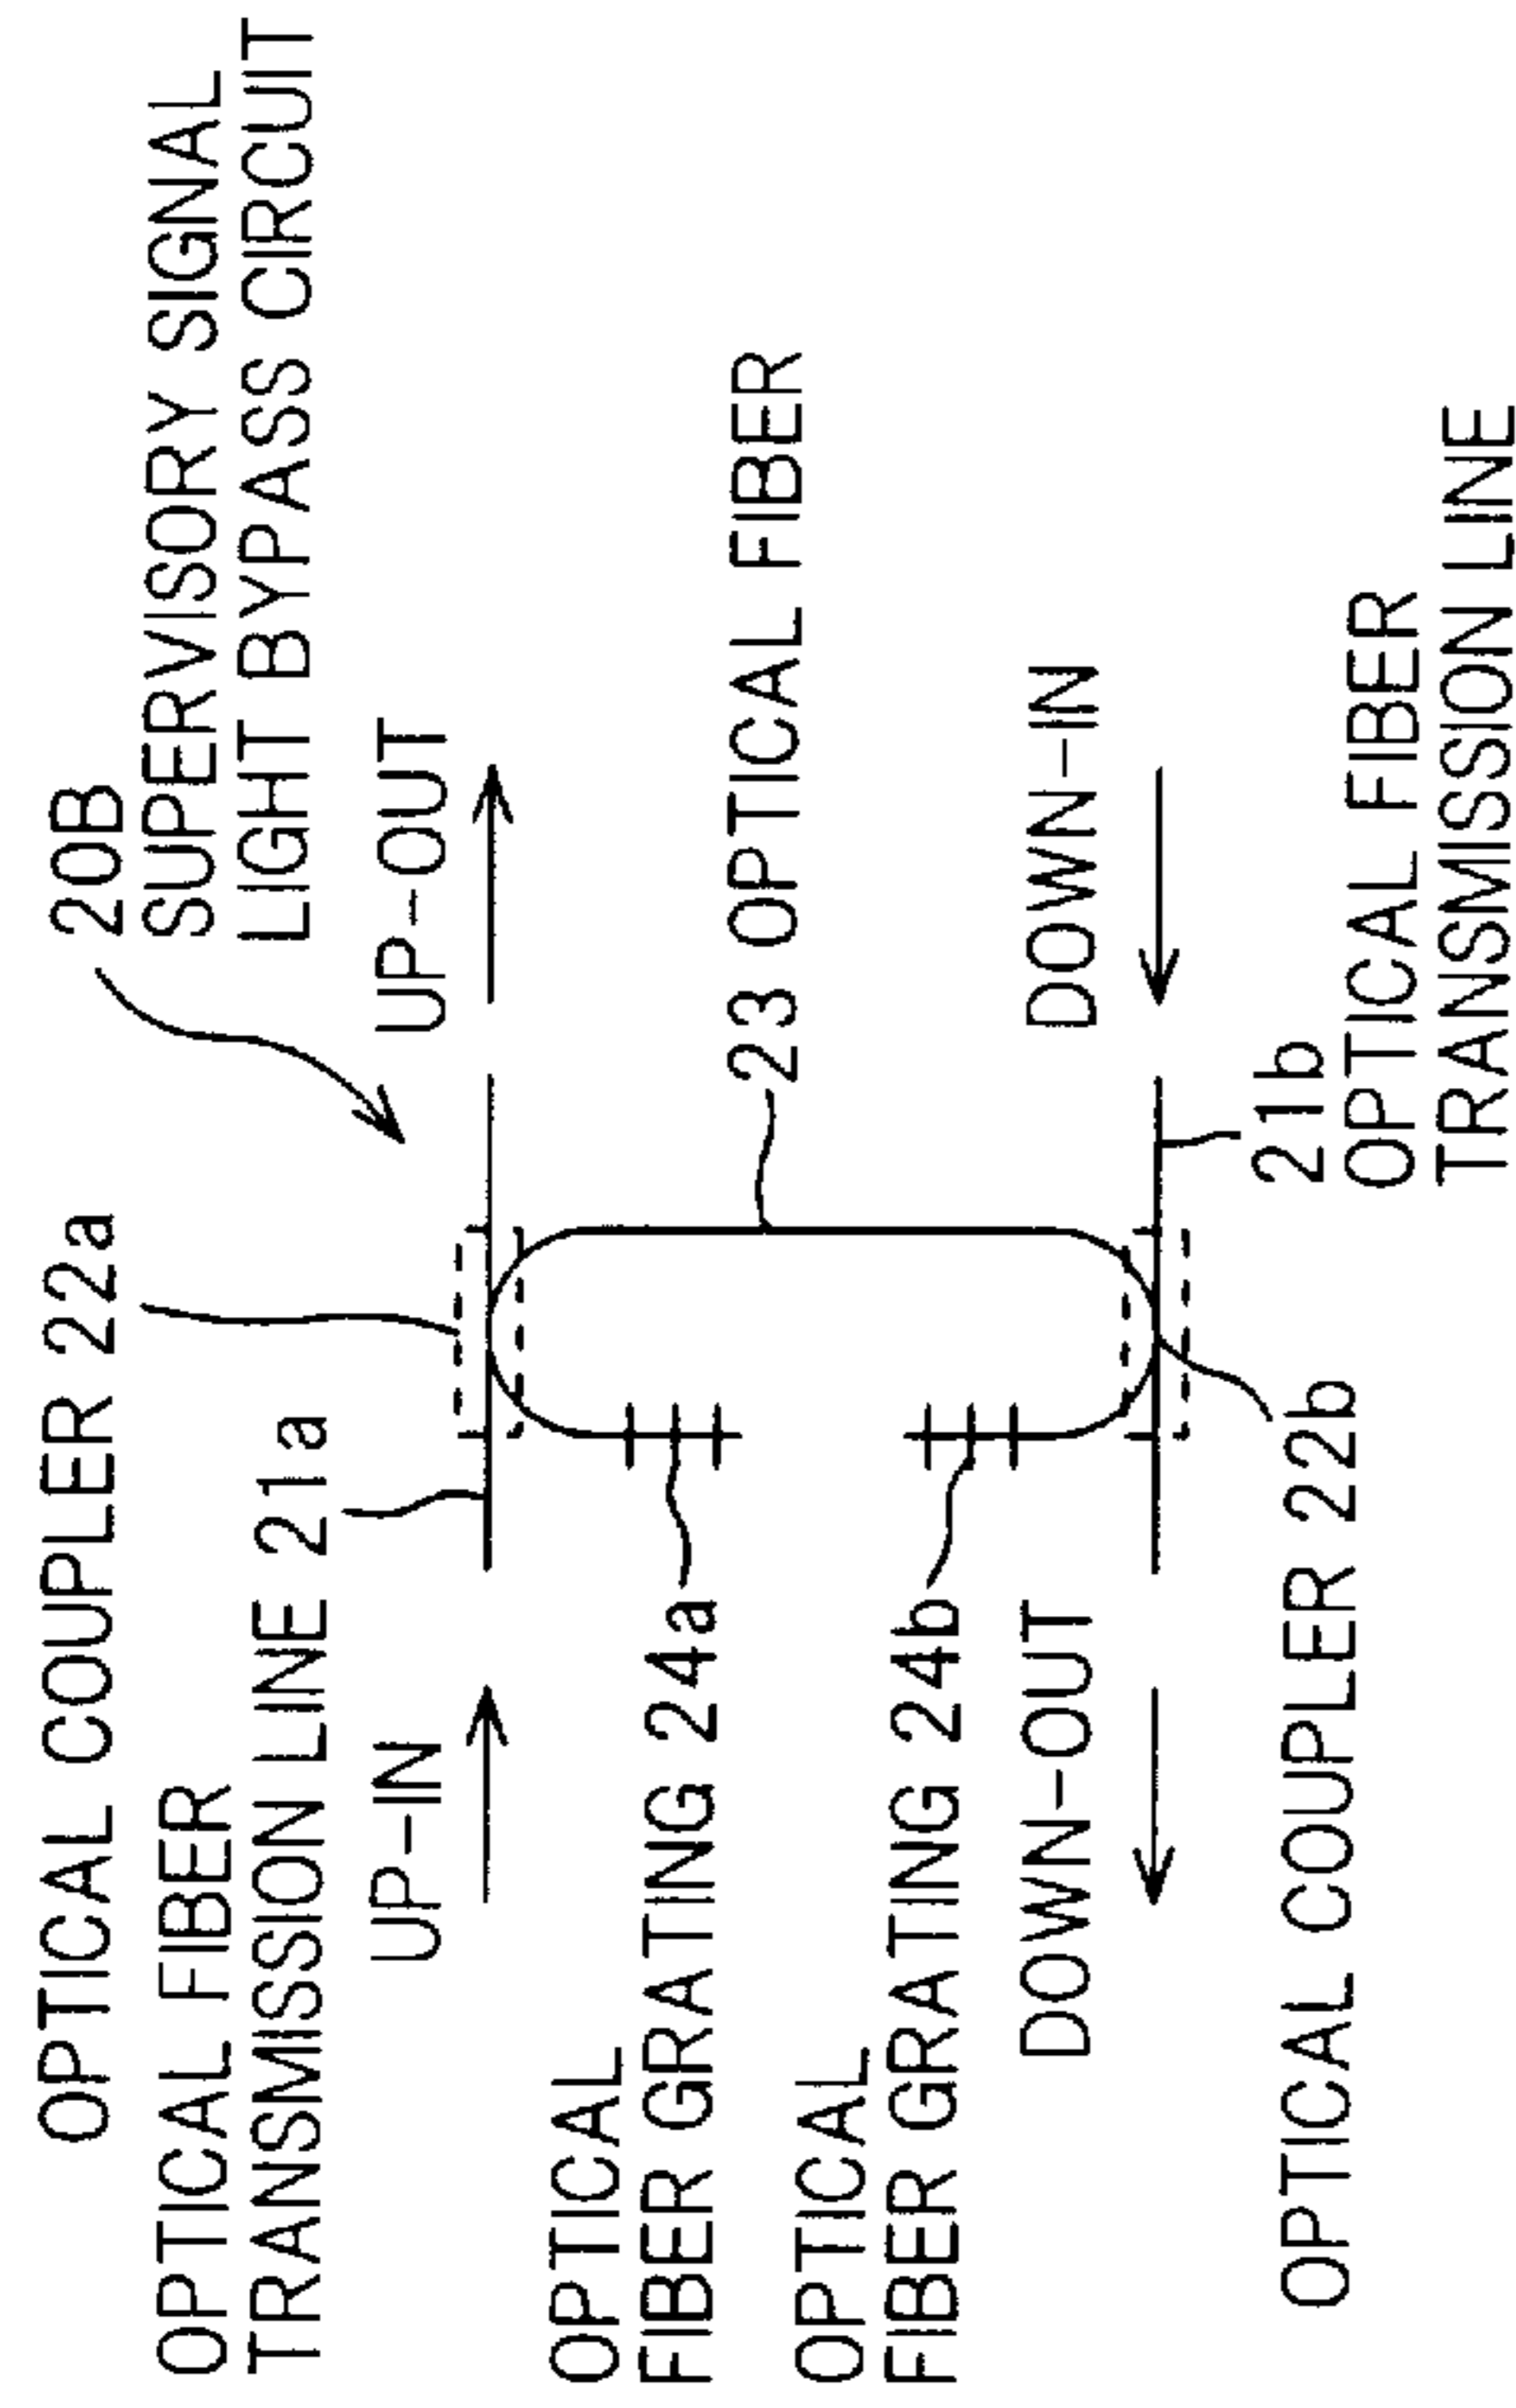 20B
SUPERVISORY SIGNAL
LIGHT BYPASS CIRCUIT
OPTICAL COUPLER 22a
OPTICAL FIBER
TRANSMISSION LINE 21a
UP-IN
UP-OUT
OPTICAL
FIBER GRATING 24a
23 OPTICAL FIBER
OPTICAL
FIBER GRATING 24b
DOWN-OUT
DOWN-IN
OPTICAL COUPLER 22b
21b
OPTICAL FIBER
TRANSMISSION LINE